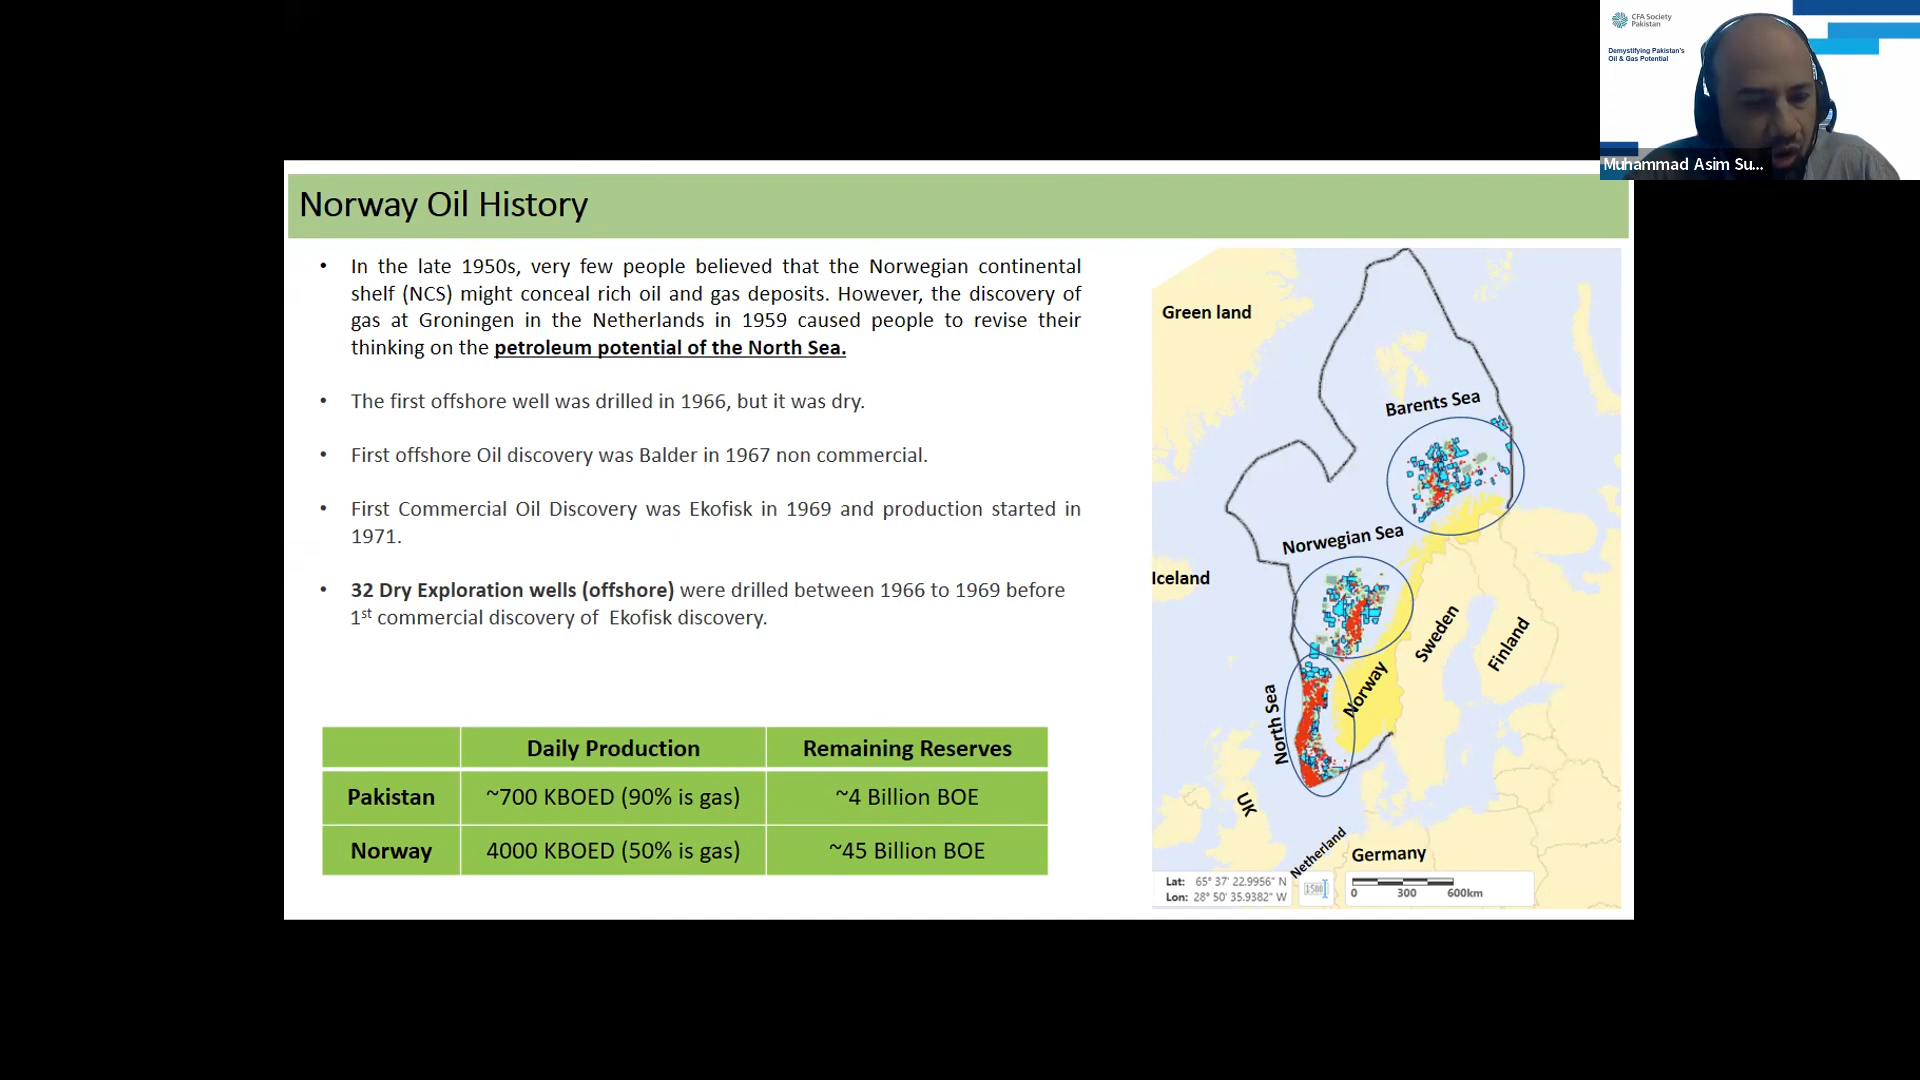 CFA Society
Pakistan
Demystifying Pakistan's
Oil & Gas Potential
Muhammad Asim Su...
Norway Oil History
• In the late 1950s, very few people believed that the Norwegian continental
shelf (NCS) might conceal rich oil and gas deposits. However, the discovery of
gas at Groningen in the Netherlands in 1959 caused people to revise their
thinking on the petroleum potential of the North Sea.
• The first offshore well was drilled in 1966, but it was dry.
• First offshore Oil discovery was Balder in 1967 non commercial.
• First Commercial Oil Discovery was Ekofisk in 1969 and production started in
1971.
• 32 Dry Exploration wells (offshore) were drilled between 1966 to 1969 before
1st commercial discovery of Ekofisk discovery.
Daily Production Remaining Reserves
Pakistan ~700 KBOED (90% is gas) ~4 Billion BOE
Norway 4000 KBOED (50% is gas) ~45 Billion BOE
Green land
Barents Sea
Norwegian Sea
Iceland
Sweden
Finland
Norway
North Sea
UK
Netherland
Germany
Lat: 65° 37' 22.9956" N
Lon: 28° 50' 35.9382" W
0 300 600km